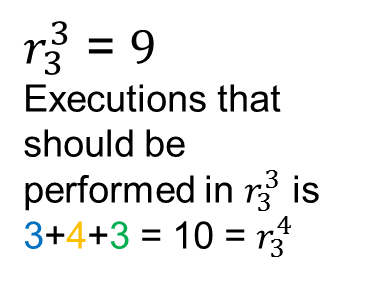 r₃³ = 9
Executions that
should be
performed in r₃³ is
3+4+3 = 10 = r₃⁴